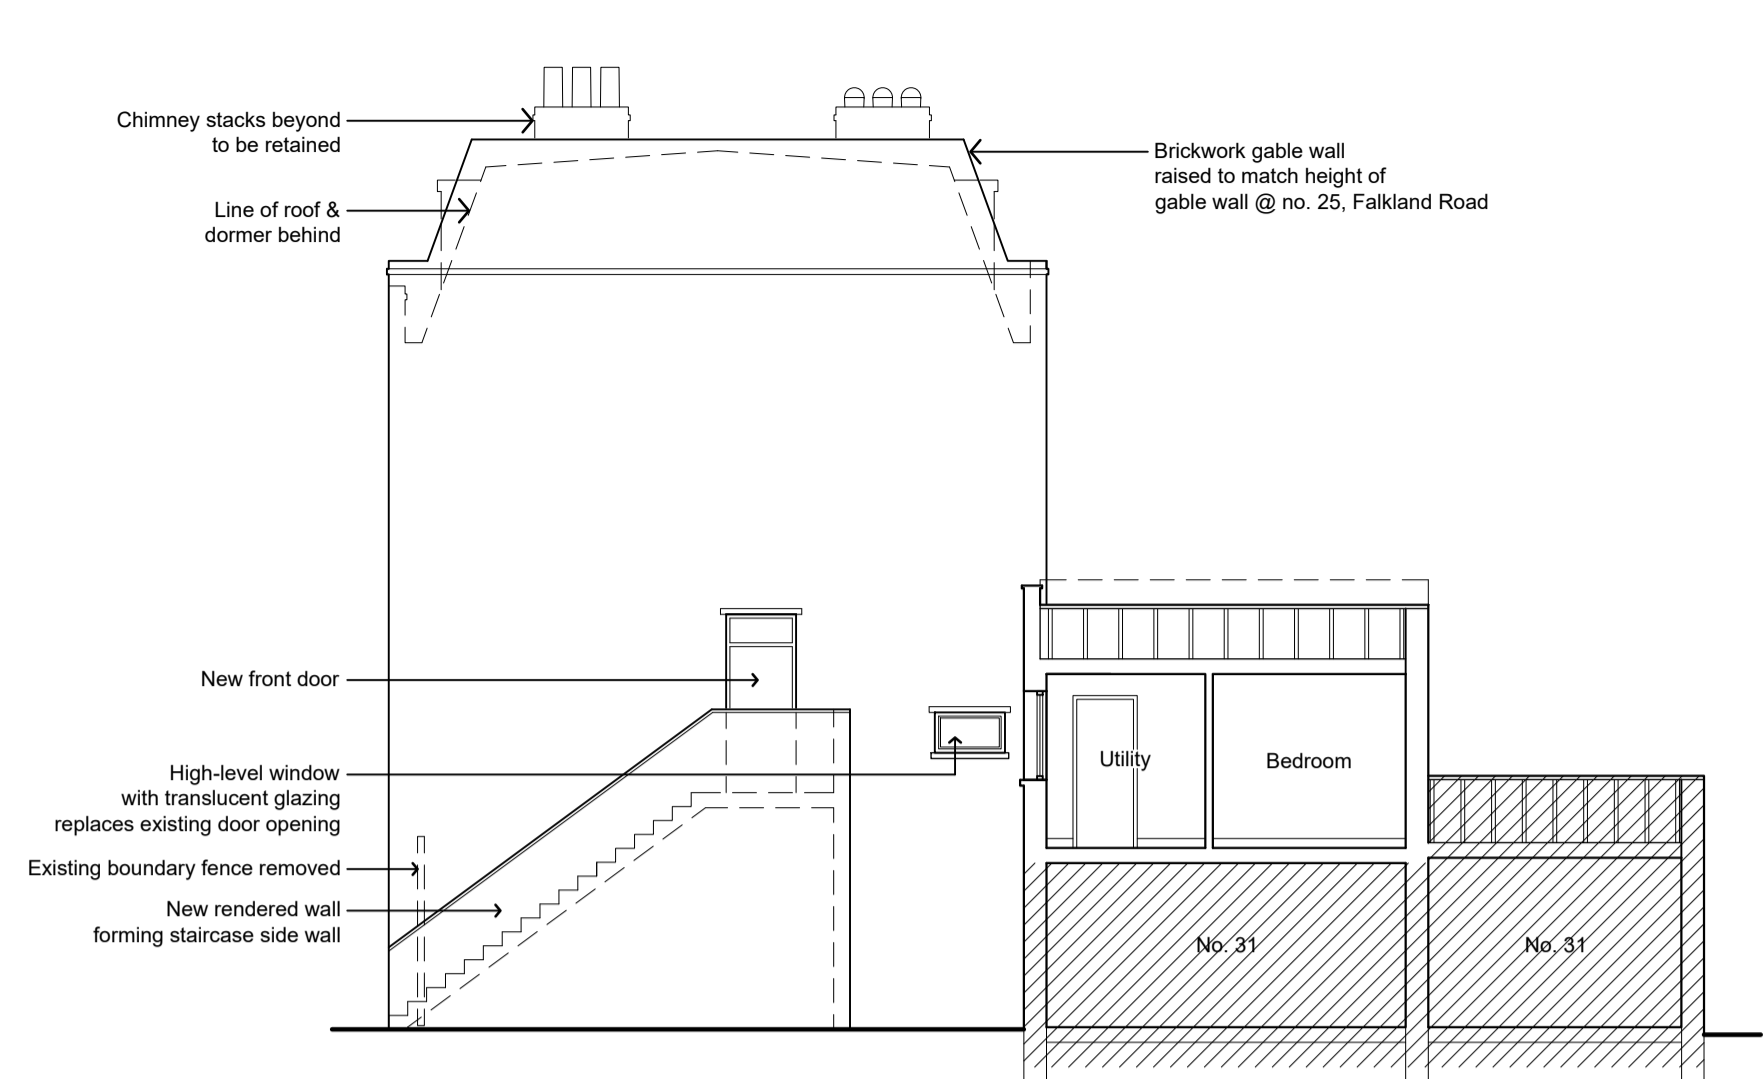 Chimney stacks beyond
to be retained
Brickwork gable wall
raised to match height of
gable wall @ no. 25, Falkland Road
Line of roof &
dormer behind
New front door
High-level window
with translucent glazing
replaces existing door opening
Utility
Bedroom
Existing boundary fence removed
New rendered wall
forming staircase side wall
No. 31
No. 31